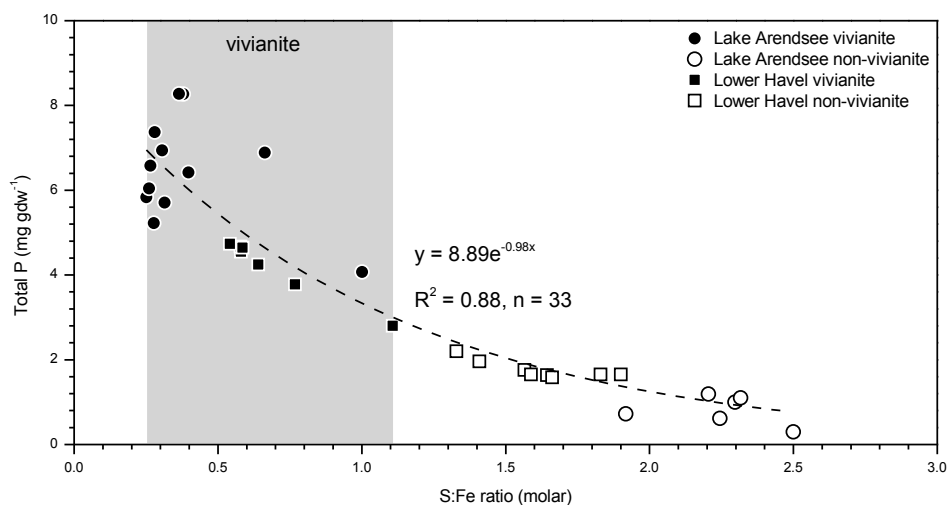 10
8
6
4
2
0
Total P (mg gdw⁻¹)
vivianite
Lake Arendsee vivianite
Lake Arendsee non-vivianite
Lower Havel vivianite
Lower Havel non-vivianite
y = 8.89e⁻⁰·⁹⁸ˣ
R² = 0.88, n = 33
0.0 0.5 1.0 1.5 2.0 2.5 3.0
S:Fe ratio (molar)